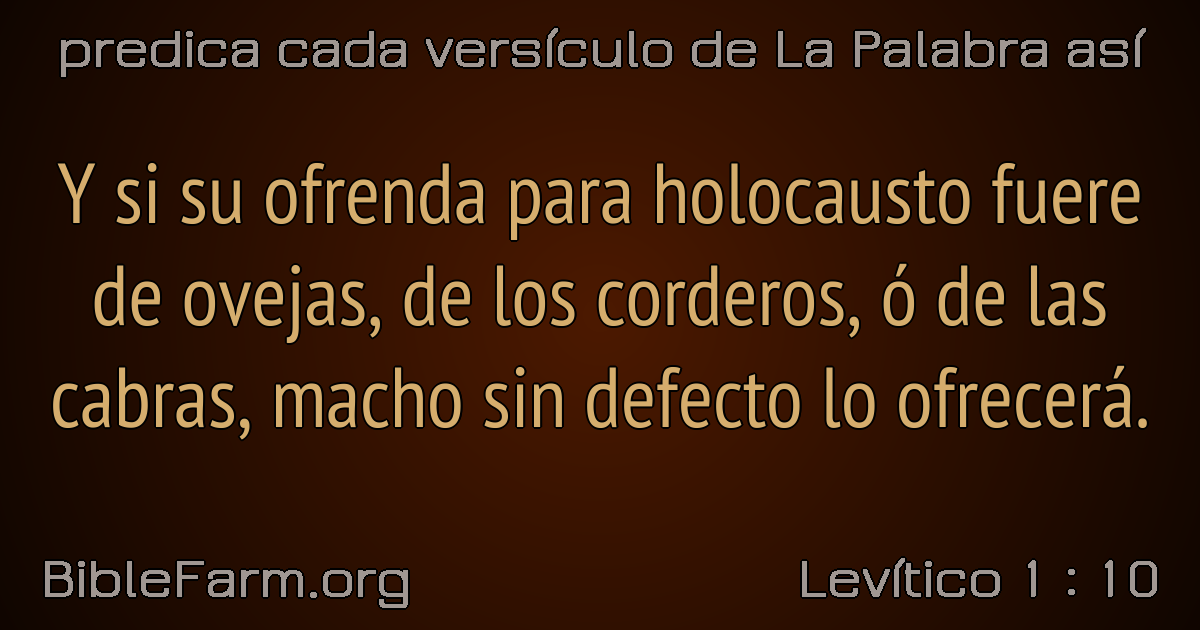 predica cada versículo de La Palabra así
Y si su ofrenda para holocausto fuere
de ovejas, de los corderos, ó de las
cabras, macho sin defecto lo ofrecerá.
BibleFarm.org
Levítico 1 : 10